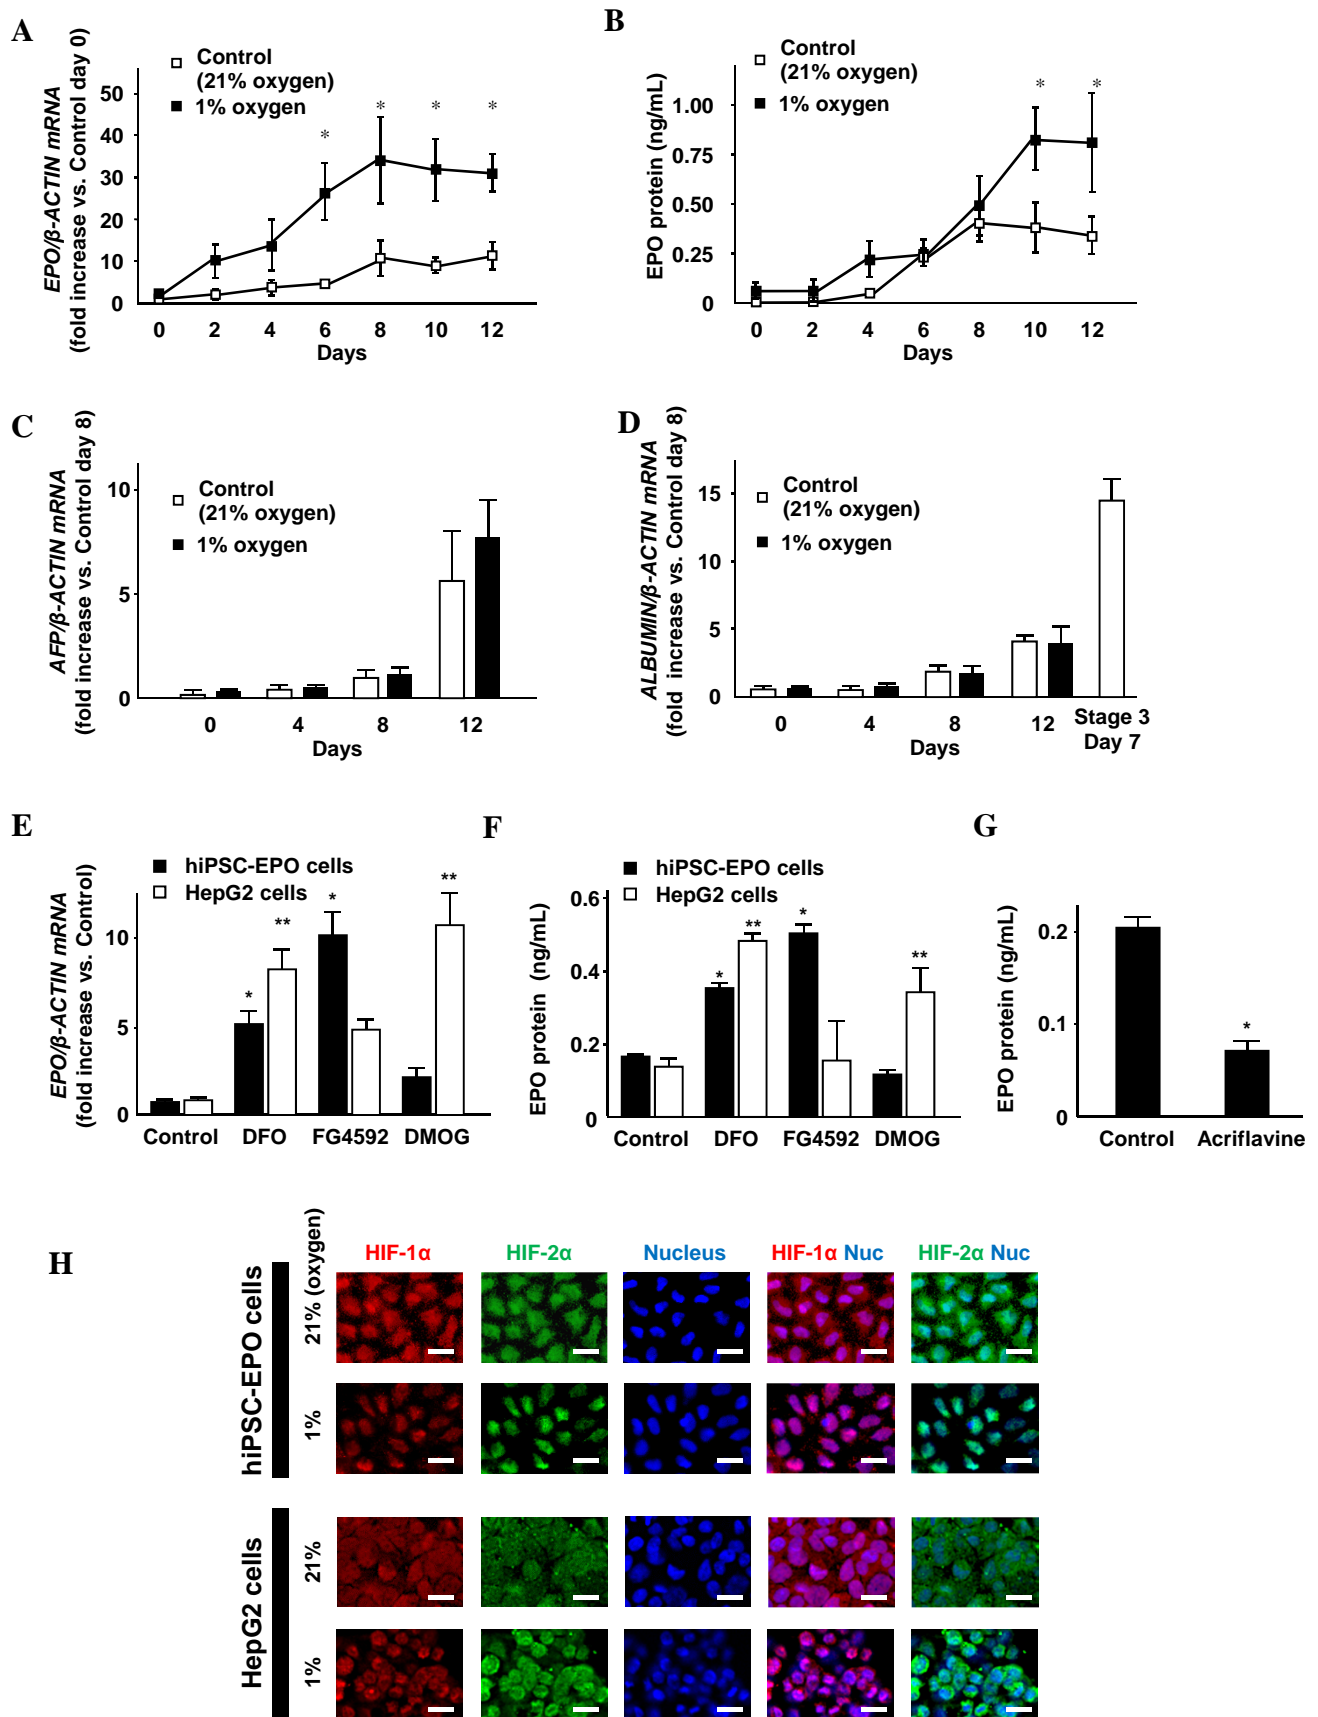 A
EPO/β-ACTIN mRNA
(fold increase vs. Control day 0)
Control
(21% oxygen)
1% oxygen
50
40
30
20
10
0
* * * *
0 2 4 6 8 10 12
Days
B
EPO protein (ng/mL)
Control
(21% oxygen)
1% oxygen
1.00
0.75
0.50
0.25
0
* *
0 2 4 6 8 10 12
Days
C
AFP/β-ACTIN mRNA
(fold increase vs. Control day 8)
Control
(21% oxygen)
1% oxygen
10
5
0
0 4 8 12
Days
D
ALBUMIN/β-ACTIN mRNA
(fold increase vs. Control day 8)
Control
(21% oxygen)
1% oxygen
15
10
5
0
0 4 8 12 Stage 3
Day 7
Days
E
EPO/β-ACTIN mRNA
(fold increase vs. Control)
hiPSC-EPO cells
HepG2 cells
10
5
0
* ** * **
Control DFO FG4592 DMOG
F
EPO protein (ng/mL)
hiPSC-EPO cells
HepG2 cells
0.6
0.4
0.2
0
* ** * **
Control DFO FG4592 DMOG
G
EPO protein (ng/mL)
0.2
0.1
0
*
Control Acriflavine
H
HIF-1α HIF-2α Nucleus HIF-1α Nuc HIF-2α Nuc
hiPSC-EPO cells
21% (oxygen)
1%
HepG2 cells
21%
1%